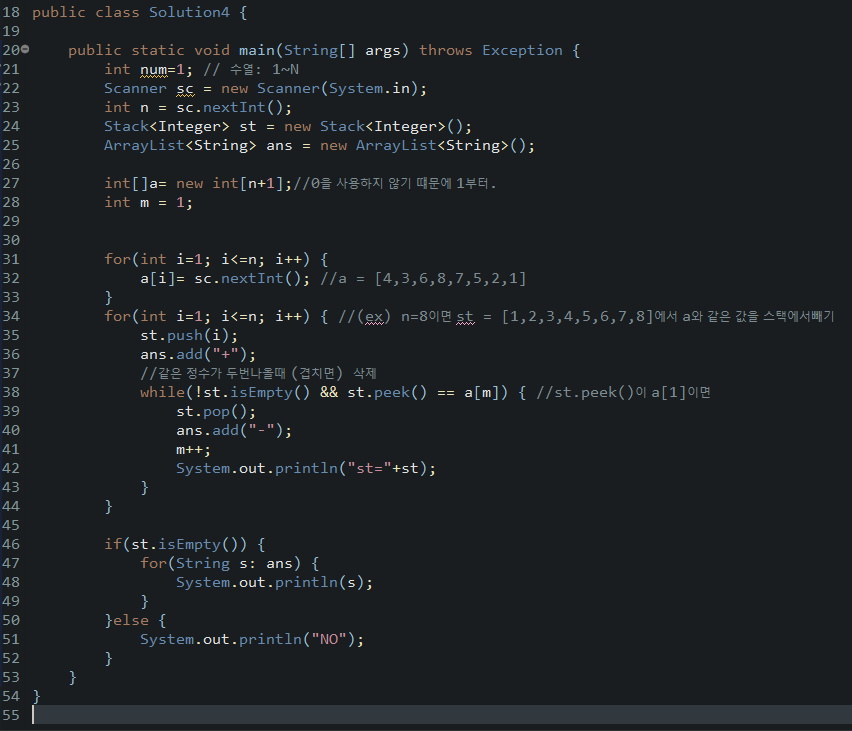 18 public class Solution4 {
19
20 public static void main(String[] args) throws Exception {
21 int num=1; // 수열: 1~N
22 Scanner sc = new Scanner(System.in);
23 int n = sc.nextInt();
24 Stack<Integer> st = new Stack<Integer>();
25 ArrayList<String> ans = new ArrayList<String>();
26
27 int[]a= new int[n+1];//0을 사용하지 않기 때문에 1부터.
28 int m = 1;
29
30
31 for(int i=1; i<=n; i++) {
32 a[i]= sc.nextInt(); //a = [4,3,6,8,7,5,2,1]
33 }
34 for(int i=1; i<=n; i++) { //(ex) n=8이면 st = [1,2,3,4,5,6,7,8]에서 a와 같은 값을 스택에서빼기
35 st.push(i);
36 ans.add("+");
37 //같은 정수가 두번나올때 (겹치면) 삭제
38 while(!st.isEmpty() && st.peek() == a[m]) { //st.peek()이 a[1]이면
39 st.pop();
40 ans.add("-");
41 m++;
42 System.out.println("st="+st);
43 }
44 }
45
46 if(st.isEmpty()) {
47 for(String s: ans) {
48 System.out.println(s);
49 }
50 }else {
51 System.out.println("NO");
52 }
53 }
54 }
55